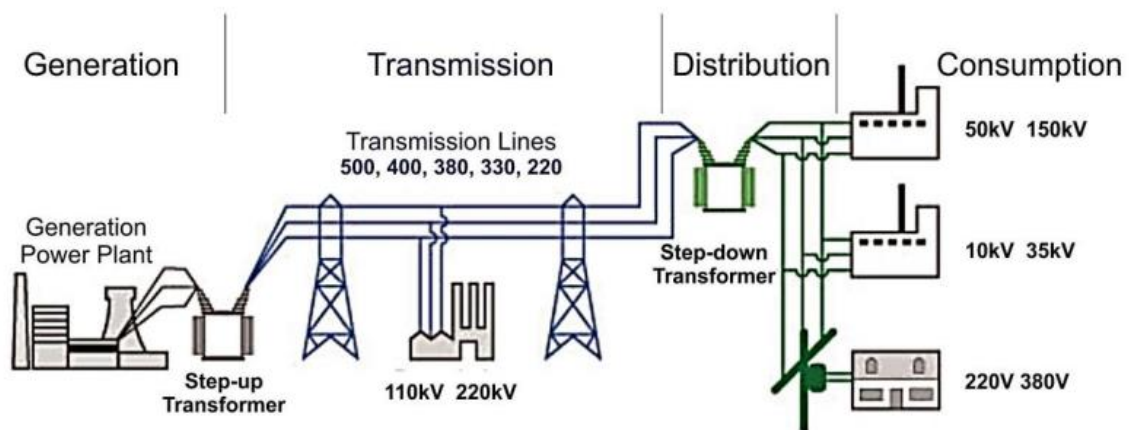 Generation
Transmission
Distribution
Consumption
Transmission Lines
500, 400, 380, 330, 220
50kV 150kV
Generation
Power Plant
Step-down
Transformer
10kV 35kV
Step-up
Transformer
110kV 220kV
220V 380V